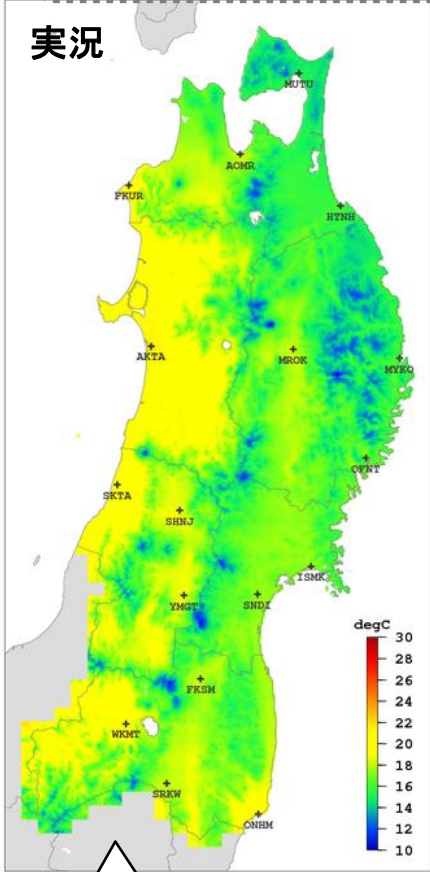 実況
MUTU
AOMR
FKUR
HTNH
AKTA
MROK
MYKO
OFNT
SKTA
SHNJ
ISMK
YMGT
SNDI
degC
30
28
26
24
22
20
18
16
14
12
10
FKSM
WKMT
SRKW
ONHM